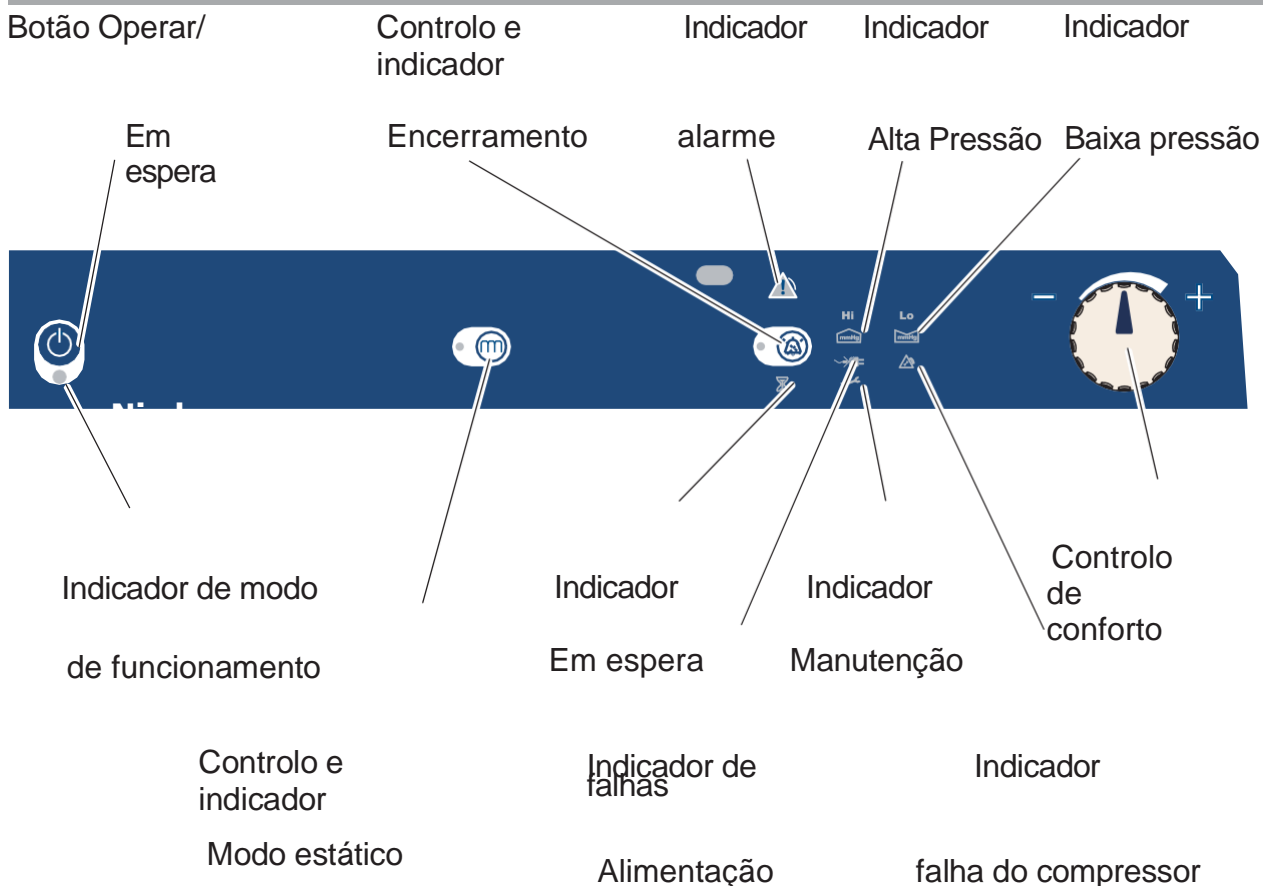 Botão Operar/
Em
espera
Controlo e
indicador
Encerramento
Indicador
alarme
Indicador
Alta Pressão
Indicador
Baixa pressão
Hi
Lo
mmHg
mmHg
Indicador de modo
de funcionamento
Controlo e
indicador
Modo estático
Indicador
Em espera
Indicador de
falhas
Alimentação
Indicador
Manutenção
Indicador
falha do compressor
Controlo
de
conforto